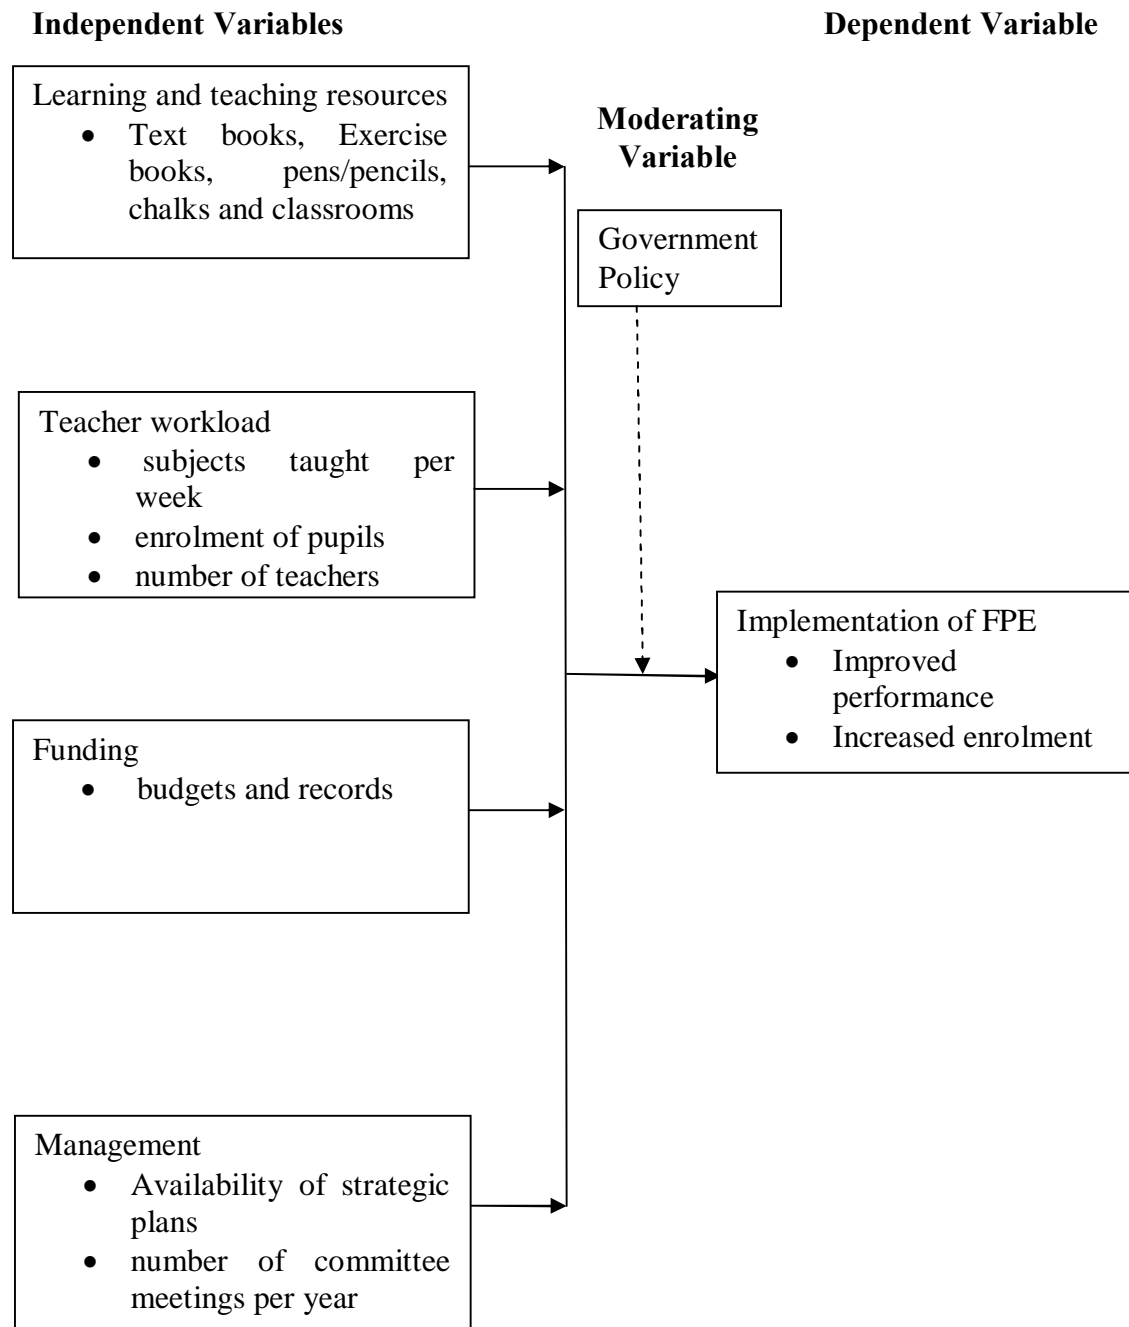 Independent Variables
Dependent Variable
Learning and teaching resources
• Text books, Exercise
books, pens/pencils,
chalks and classrooms
Moderating
Variable
Government
Policy
Teacher workload
• subjects taught per
week
• enrolment of pupils
• number of teachers
Implementation of FPE
• Improved
performance
• Increased enrolment
Funding
• budgets and records
Management
• Availability of strategic
plans
• number of committee
meetings per year